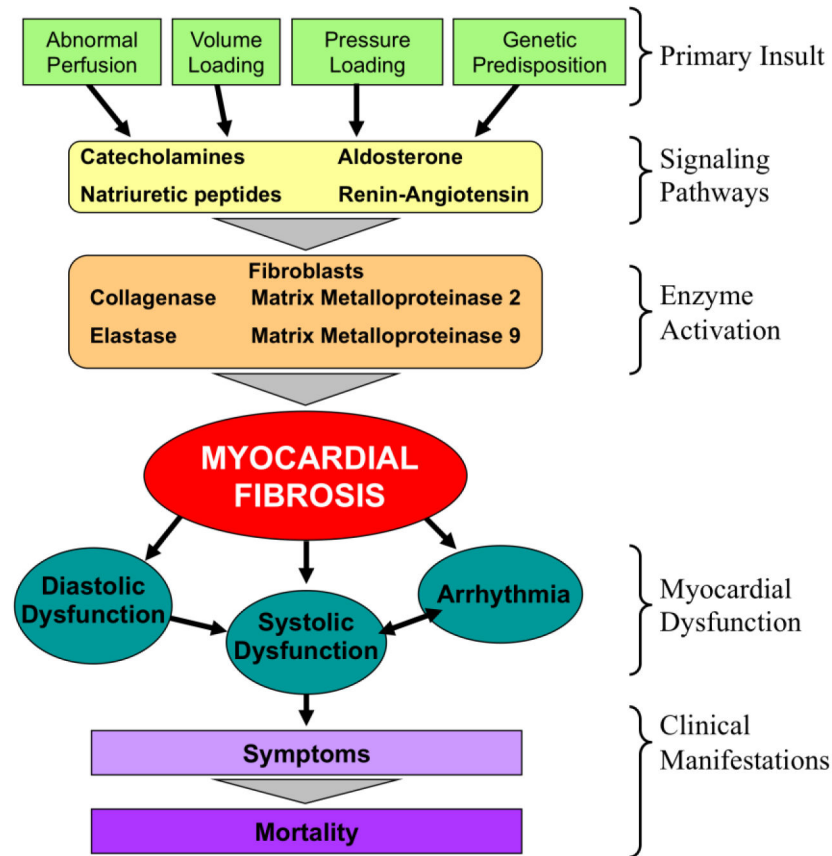 Abnormal
Perfusion
Volume
Loading
Pressure
Loading
Genetic
Predisposition
Primary Insult
Catecholamines Aldosterone
Natriuretic peptides Renin-Angiotensin
Signaling
Pathways
Fibroblasts
Collagenase Matrix Metalloproteinase 2
Elastase Matrix Metalloproteinase 9
Enzyme
Activation
MYOCARDIAL
FIBROSIS
Diastolic
Dysfunction
Systolic
Dysfunction
Arrhythmia
Myocardial
Dysfunction
Symptoms
Mortality
Clinical
Manifestations